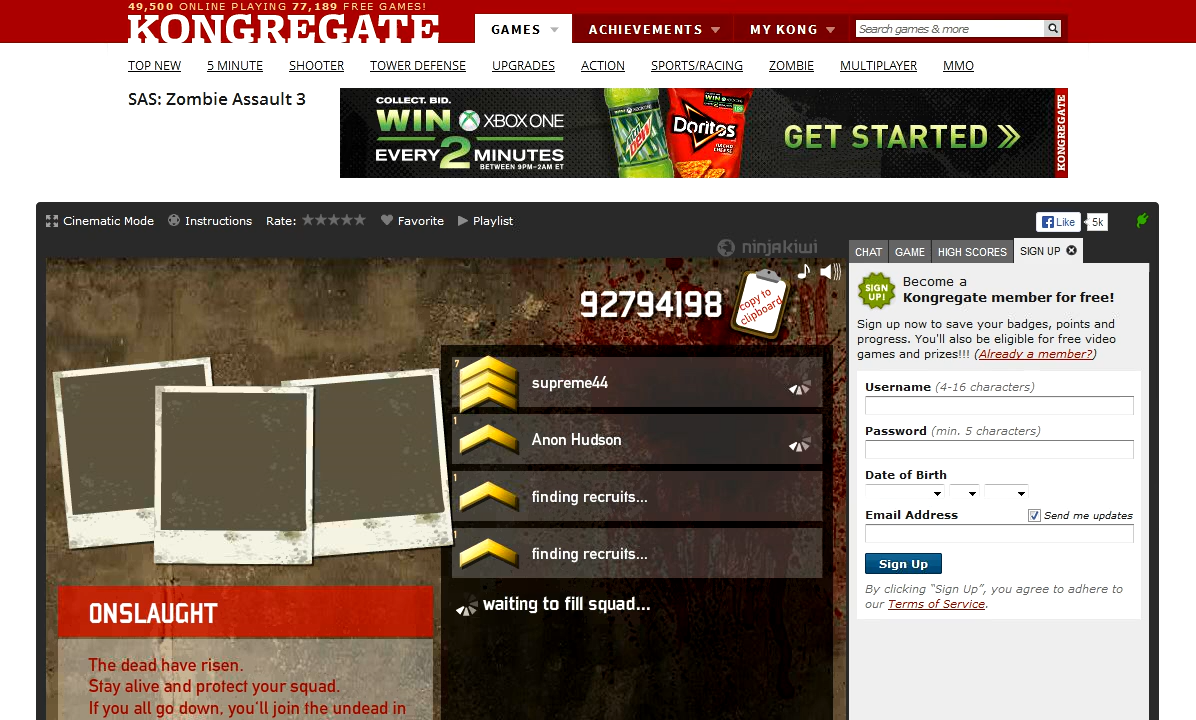 49,500 ONLINE PLAYING 77,189 FREE GAMES!
KONGREGATE
GAMES ACHIEVEMENTS MY KONG Search games & more
TOP NEW 5 MINUTE SHOOTER TOWER DEFENSE UPGRADES ACTION SPORTS/RACING ZOMBIE MULTIPLAYER MMO
SAS: Zombie Assault 3
COLLECT. BID.
WIN XBOX ONE
EVERY 2 MINUTES
BETWEEN 9PM-2AM ET
Mtn Dew
WIN XBOX ONE
Doritos
NACHO CHEESE
GET STARTED
KONGREGATE
Cinematic Mode Instructions Rate: Favorite Playlist
Like 5k
ninjakiwi
CHAT GAME HIGH SCORES SIGN UP
92794198
copy to
clipboard
7 supreme44
1 Anon Hudson
1 finding recruits...
1 finding recruits...
waiting to fill squad...
ONSLAUGHT
The dead have risen.
Stay alive and protect your squad.
If you all go down, you'll join the undead in
SIGN UP!
Become a
Kongregate member for free!
Sign up now to save your badges, points and
progress. You'll also be eligible for free video
games and prizes!!! (Already a member?)
Username (4-16 characters)
Password (min. 5 characters)
Date of Birth
Email Address Send me updates
Sign Up
By clicking “Sign Up”, you agree to adhere to
our Terms of Service.